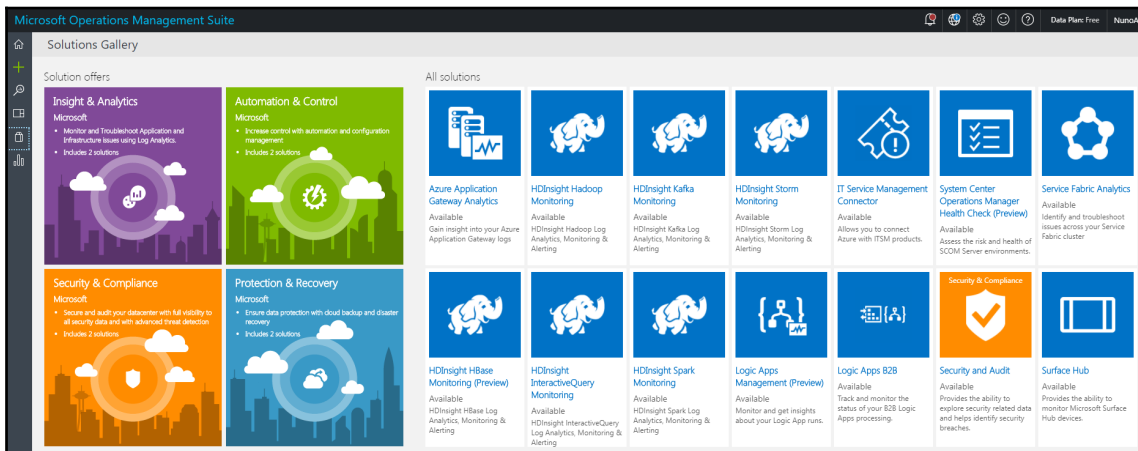 Microsoft Operations Management Suite
Data Plan: Free
NunoA
Solutions Gallery
Solution offers
Insight & Analytics
Microsoft
• Monitor and Troubleshoot Application and
Infrastructure issues using Log Analytics.
• Includes 2 solutions
Automation & Control
Microsoft
• Increase control with automation and configuration
management
• Includes 2 solutions
Security & Compliance
Microsoft
• Secure and audit your datacenter with full visibility to
all security data and with advanced threat detection
• Includes 2 solutions
Protection & Recovery
Microsoft
• Ensure data protection with cloud backup and disaster
recovery
• Includes 2 solutions
All solutions
Azure Application
Gateway Analytics
Available
Gain insight into your Azure
Application Gateway logs
HDInsight Hadoop
Monitoring
Available
HDInsight Hadoop Log
Analytics, Monitoring &
Alerting
HDInsight Kafka
Monitoring
Available
HDInsight Kafka Log
Analytics, Monitoring &
Alerting
HDInsight Storm
Monitoring
Available
HDInsight Storm Log
Analytics, Monitoring &
Alerting
IT Service Management
Connector
Available
Allows you to connect
Azure with ITSM products.
System Center
Operations Manager
Health Check (Preview)
Available
Assess the risk and health of
SCOM Server environments.
Service Fabric Analytics
Available
Identify and troubleshoot
issues across your Service
Fabric cluster
HDInsight HBase
Monitoring (Preview)
Available
HDInsight HBase Log
Analytics, Monitoring &
Alerting
HDInsight
InteractiveQuery
Monitoring
Available
HDInsight InteractiveQuery
Log Analytics, Monitoring &
Alerting
HDInsight Spark
Monitoring
Available
HDInsight Spark Log
Analytics, Monitoring &
Alerting
Logic Apps
Management (Preview)
Available
Monitor and get insights
about your Logic App runs.
Logic Apps B2B
Available
Track and monitor the
status of your B2B Logic
Apps processing.
Security & Compliance
Security and Audit
Available
Provides the ability to
explore security related data
and helps identify security
breaches.
Surface Hub
Available
Provides the ability to
monitor Microsoft Surface
Hub devices.